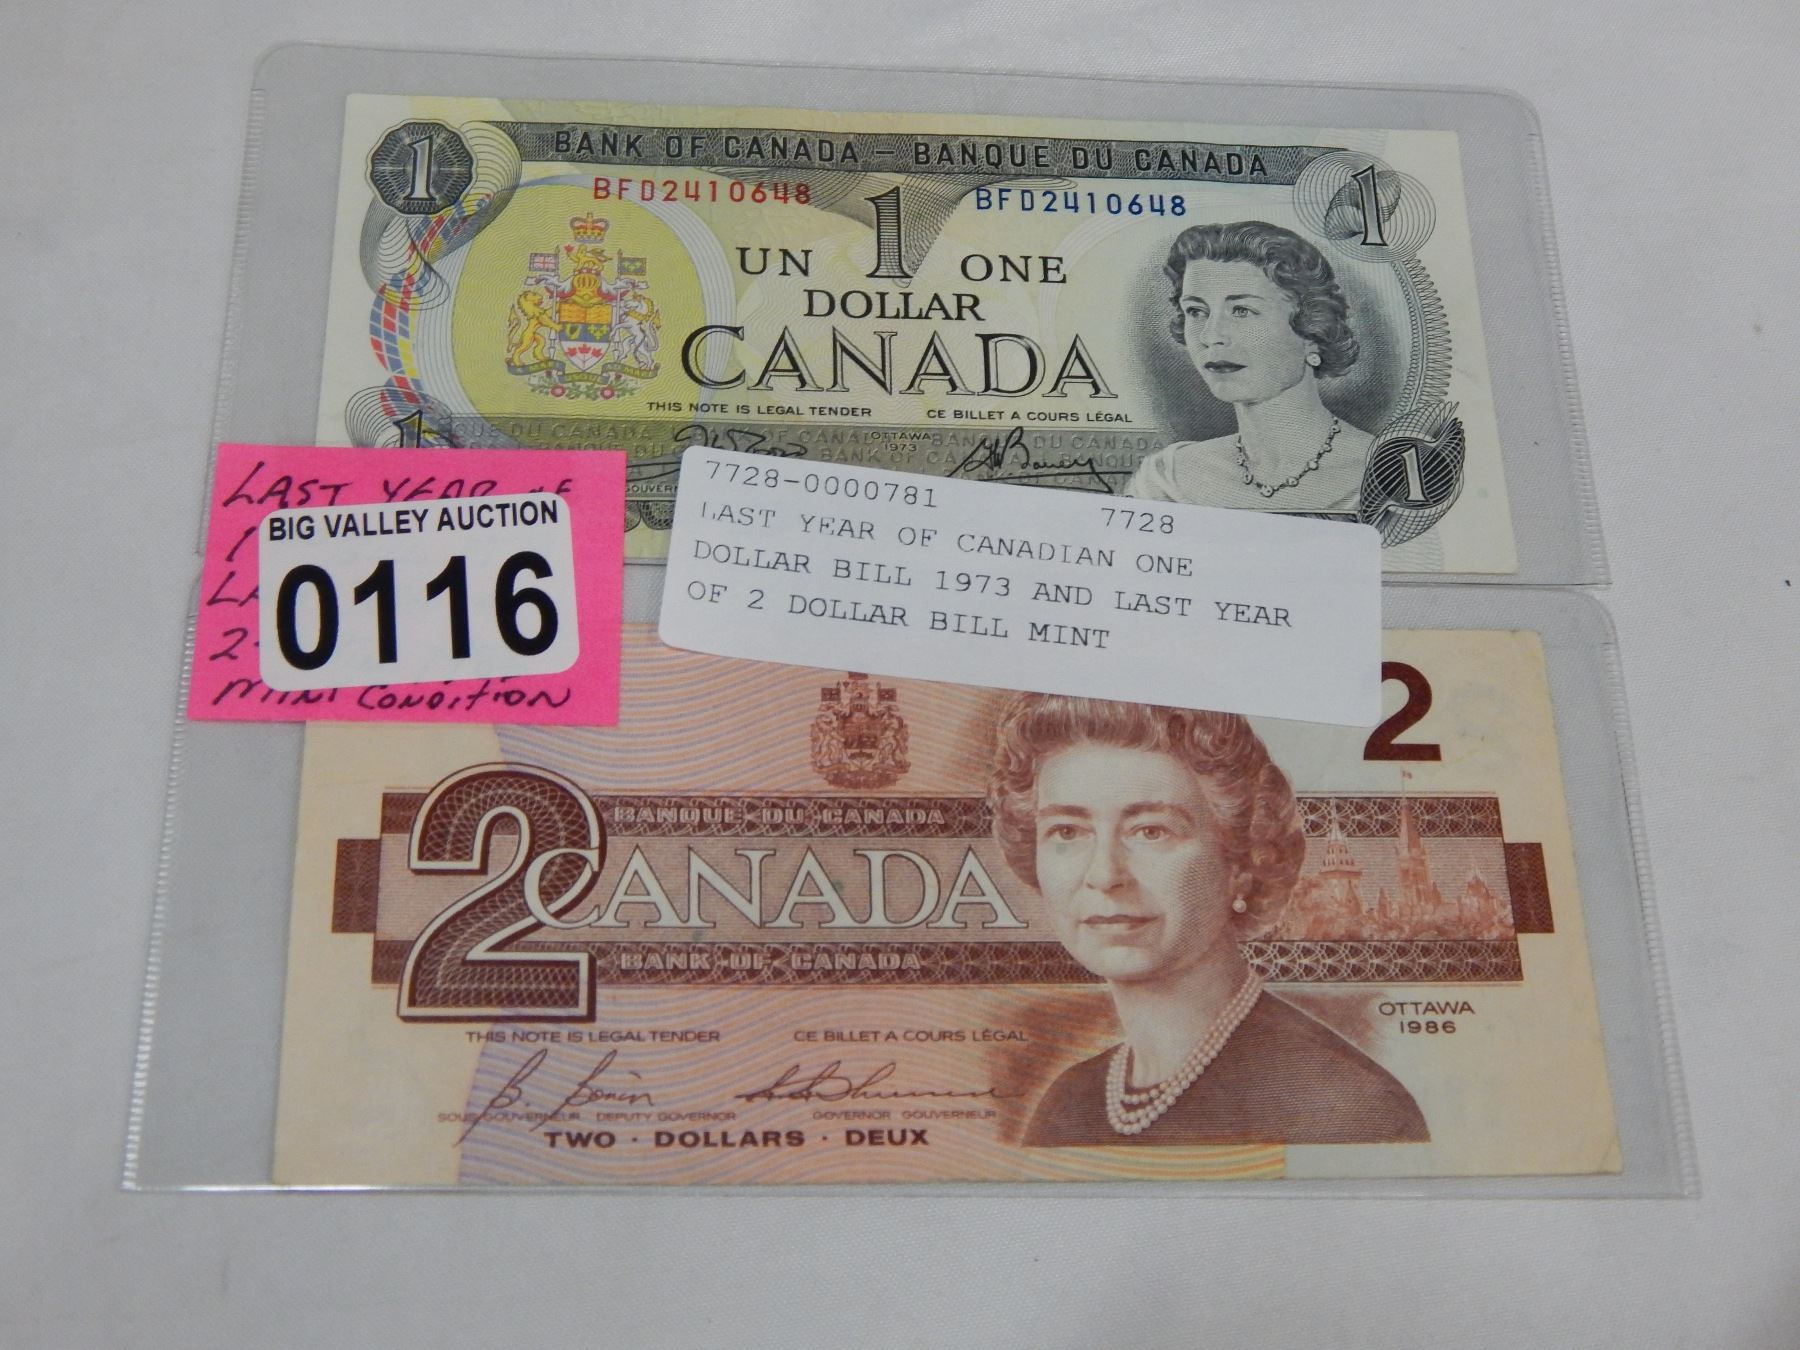 1
BANK OF CANADA – BANQUE DU CANADA
1
BFD2410648
1
BFD2410648
UN ONE
DOLLAR
CANADA
THIS NOTE IS LEGAL TENDER CE BILLET A COURS LÉGAL
OTTAWA
1973
1
1
LAST YEAR OF
BIG VALLEY AUCTION
0116
CONDITION
7728-0000781 7728
LAST YEAR OF CANADIAN ONE
DOLLAR BILL 1973 AND LAST YEAR
OF 2 DOLLAR BILL MINT
2
2
BANQUE DU CANADA
CANADA
BANK OF CANADA
OTTAWA
1986
THIS NOTE IS LEGAL TENDER CE BILLET A COURS LÉGAL
SOUS-GOUVERNEUR DEPUTY GOVERNOR GOVERNOR GOUVERNEUR
TWO · DOLLARS · DEUX